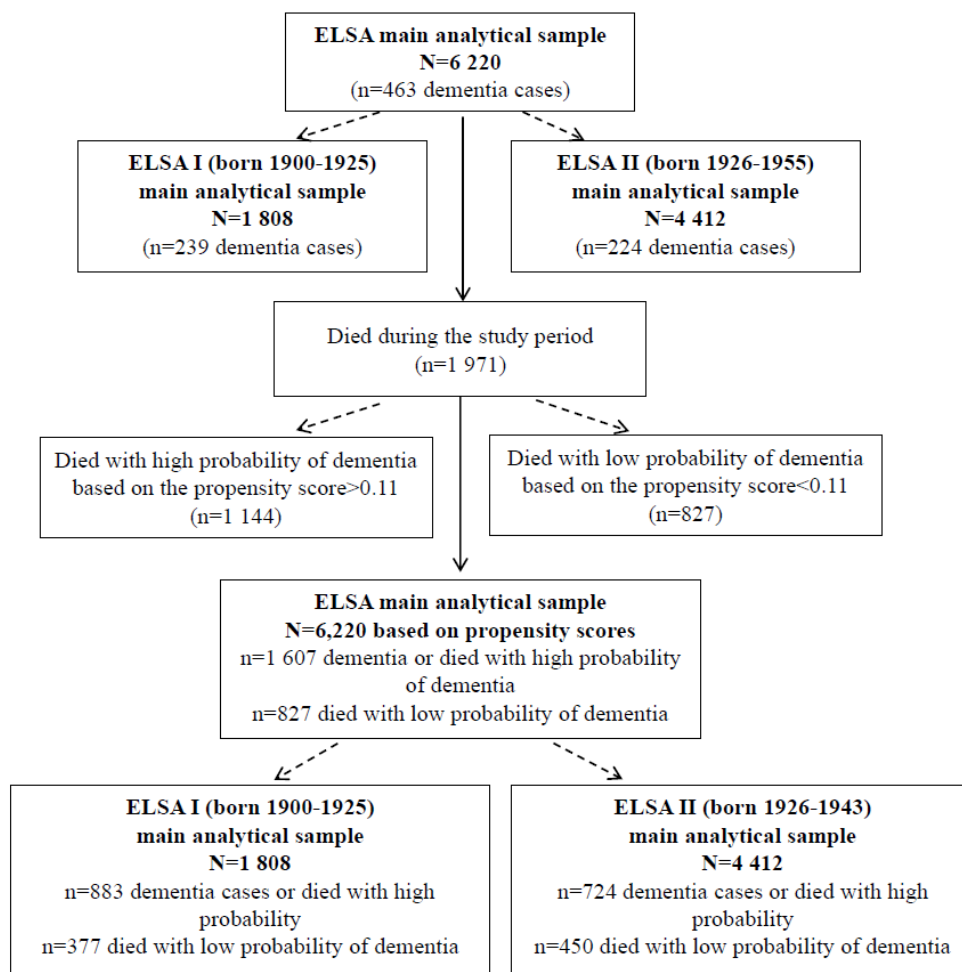 ELSA main analytical sample
N=6 220
(n=463 dementia cases)
ELSA I (born 1900-1925)
main analytical sample
N=1 808
(n=239 dementia cases)
ELSA II (born 1926-1955)
main analytical sample
N=4 412
(n=224 dementia cases)
Died during the study period
(n=1 971)
Died with high probability of dementia
based on the propensity score>0.11
(n=1 144)
Died with low probability of dementia
based on the propensity score<0.11
(n=827)
ELSA main analytical sample
N=6,220 based on propensity scores
n=1 607 dementia or died with high probability
of dementia
n=827 died with low probability of dementia
ELSA I (born 1900-1925)
main analytical sample
N=1 808
n=883 dementia cases or died with high
probability
n=377 died with low probability of dementia
ELSA II (born 1926-1943)
main analytical sample
N=4 412
n=724 dementia cases or died with high
probability
n=450 died with low probability of dementia